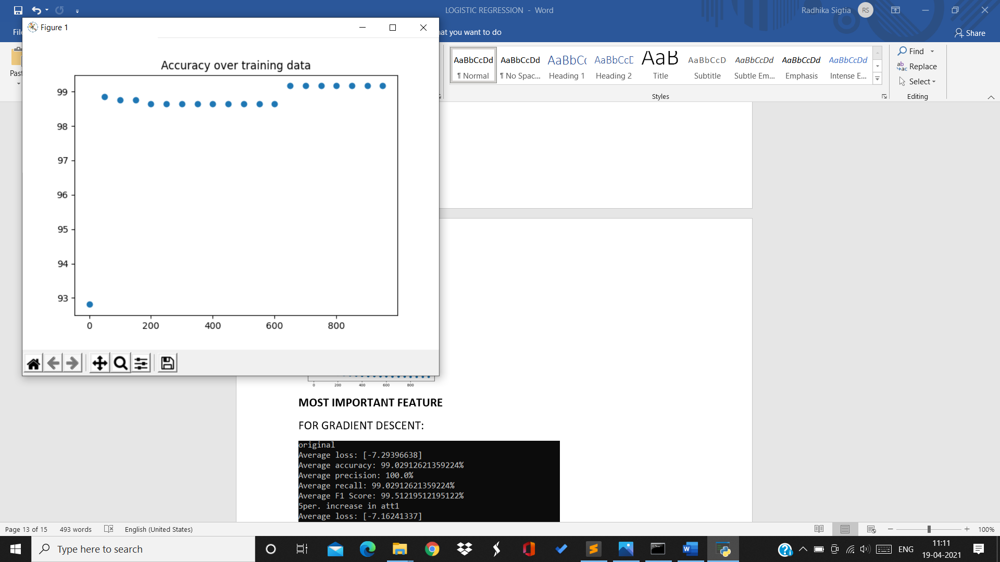 LOGISTIC REGRESSION - Word
Radhika Sigtia RS
Figure 1
hat you want to do
Share
Past
AaBbCcDd AaBbCcDd AaBbCc AaBbCcD AaB AaBbCcD AaBbCcDd AaBbCcDd AaBbCcDd
¶ Normal ¶ No Spac... Heading 1 Heading 2 Title Subtitle Subtle Em... Emphasis Intense E...
Styles
Find
Replace
Select
Editing
Accuracy over training data
99
98
97
96
95
94
93
0 200 400 600 800
0 200 400 600 800
MOST IMPORTANT FEATURE
FOR GRADIENT DESCENT:
original
Average loss: [-7.29396638]
Average accuracy: 99.02912621359224%
Average precision: 100.0%
Average recall: 99.02912621359224%
Average F1 Score: 99.51219512195122%
5per. increase in att1
Average loss: [-7.16241337]
Page 13 of 15 493 words English (United States) 100%
Type here to search
ENG
11:11
19-04-2021